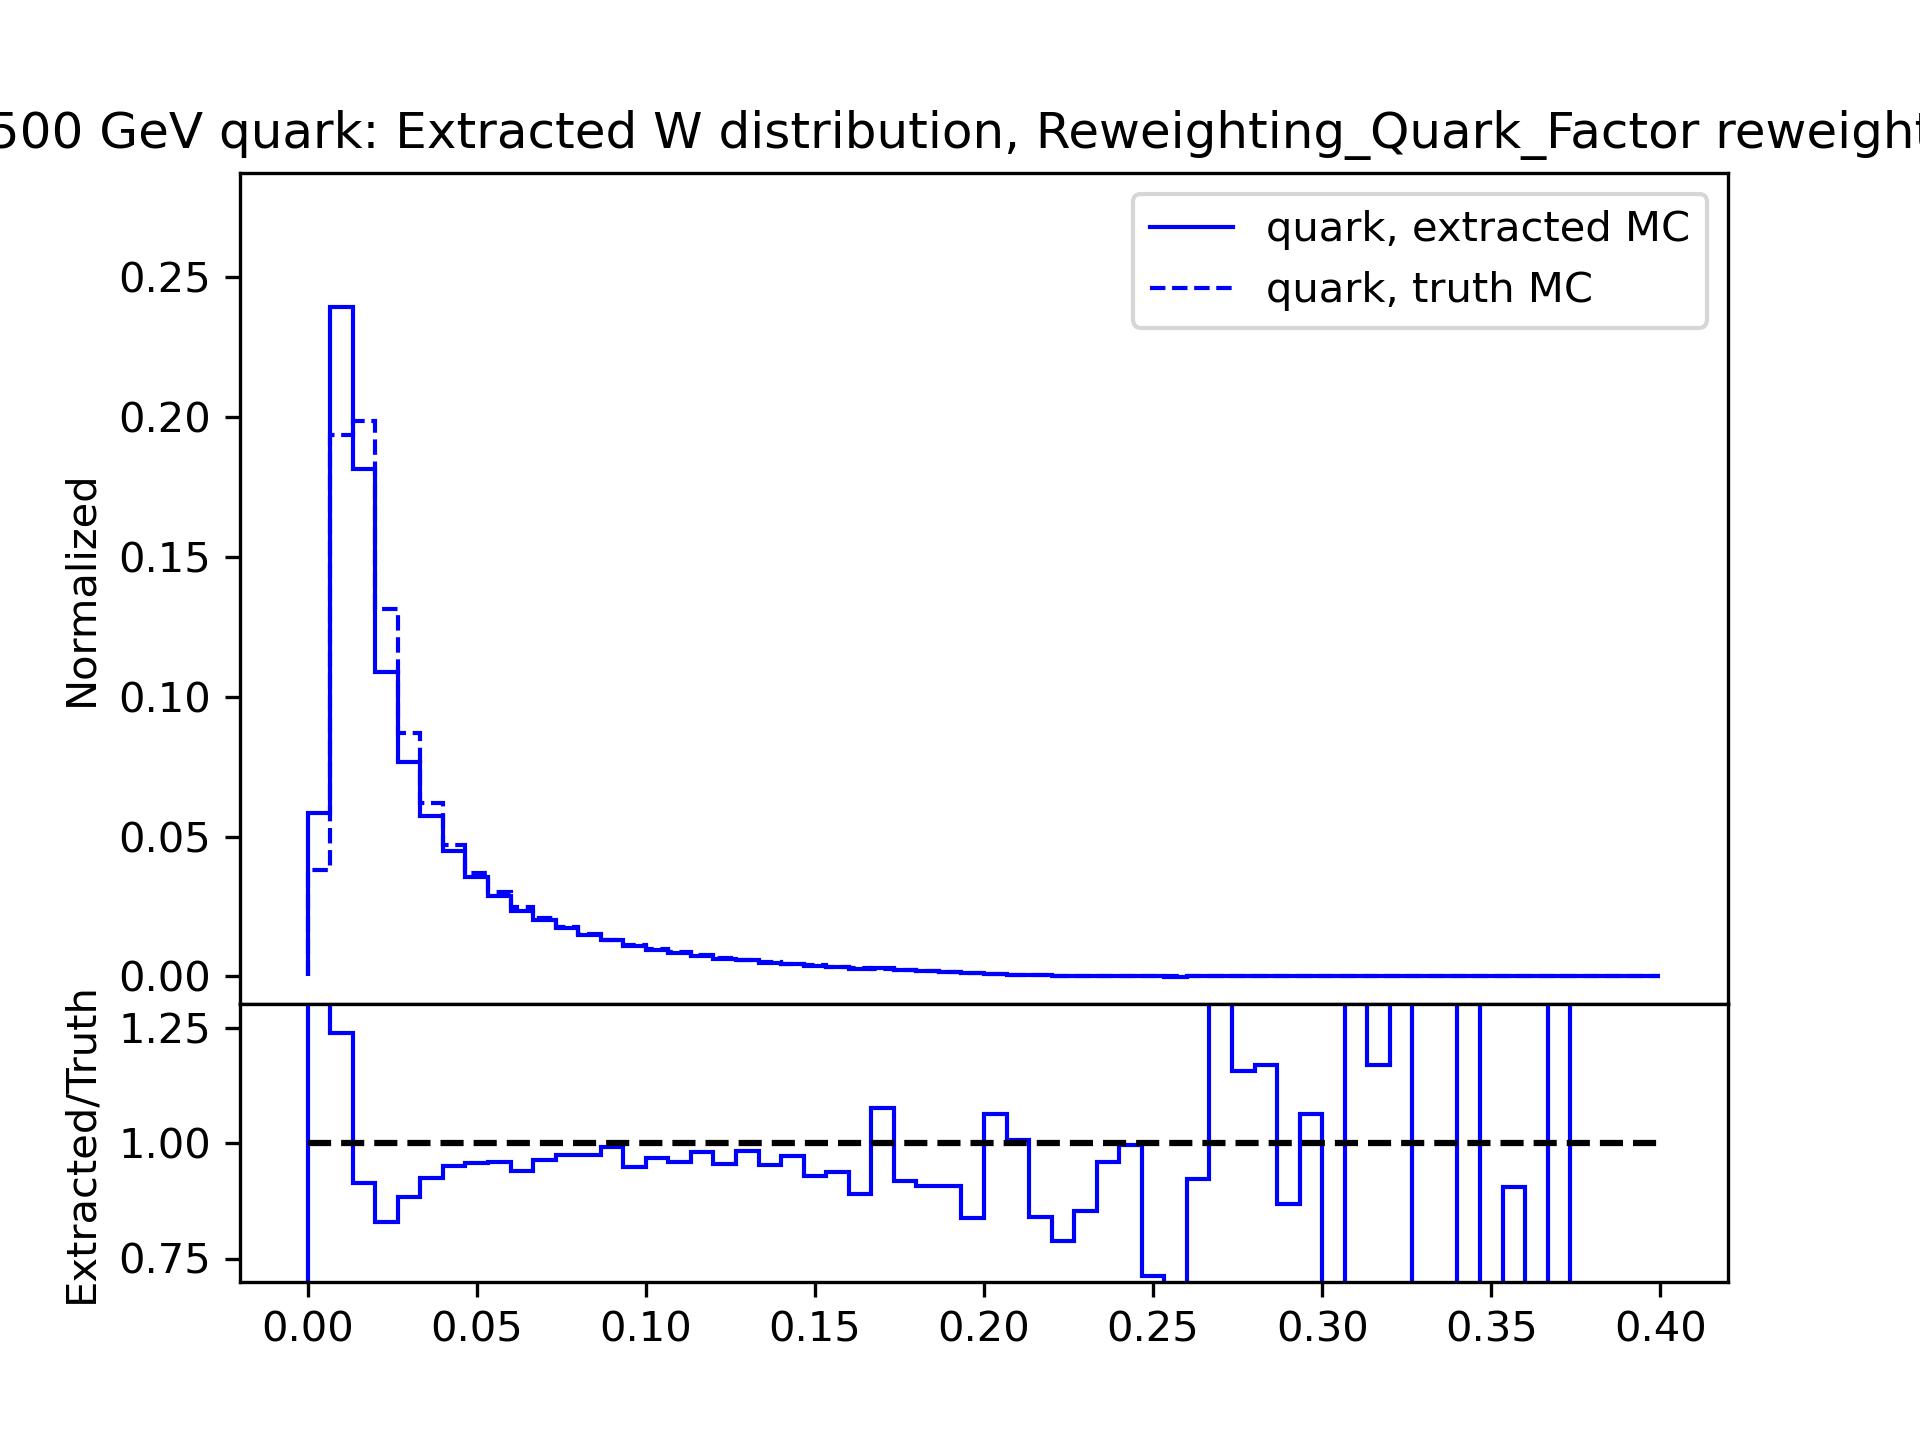 500 GeV quark: Extracted W distribution, Reweighting_Quark_Factor reweight
quark, extracted MC
quark, truth MC
Normalized
0.25
0.20
0.15
0.10
0.05
0.00
Extracted/Truth
1.25
1.00
0.75
0.00 0.05 0.10 0.15 0.20 0.25 0.30 0.35 0.40